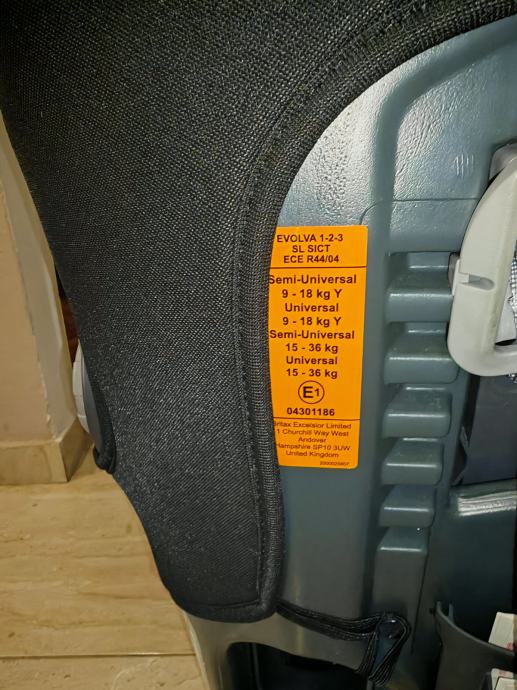 EVOLVA 1-2-3
SL SICT
ECE R44/04
Semi-Universal
9 - 18 kg Y
Universal
9 - 18 kg Y
Semi-Universal
15 - 36 kg
Universal
15 - 36 kg
E1
04301186
Britax Excelsior Limited
1 Churchill Way West
Andover
Hampshire SP10 3UW
United Kingdom